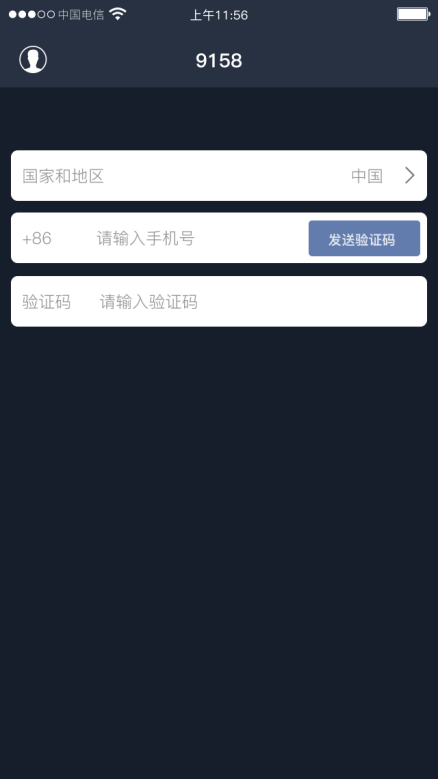 中国电信 上午11:56
9158
国家和地区 中国
+86 请输入手机号 发送验证码
验证码 请输入验证码